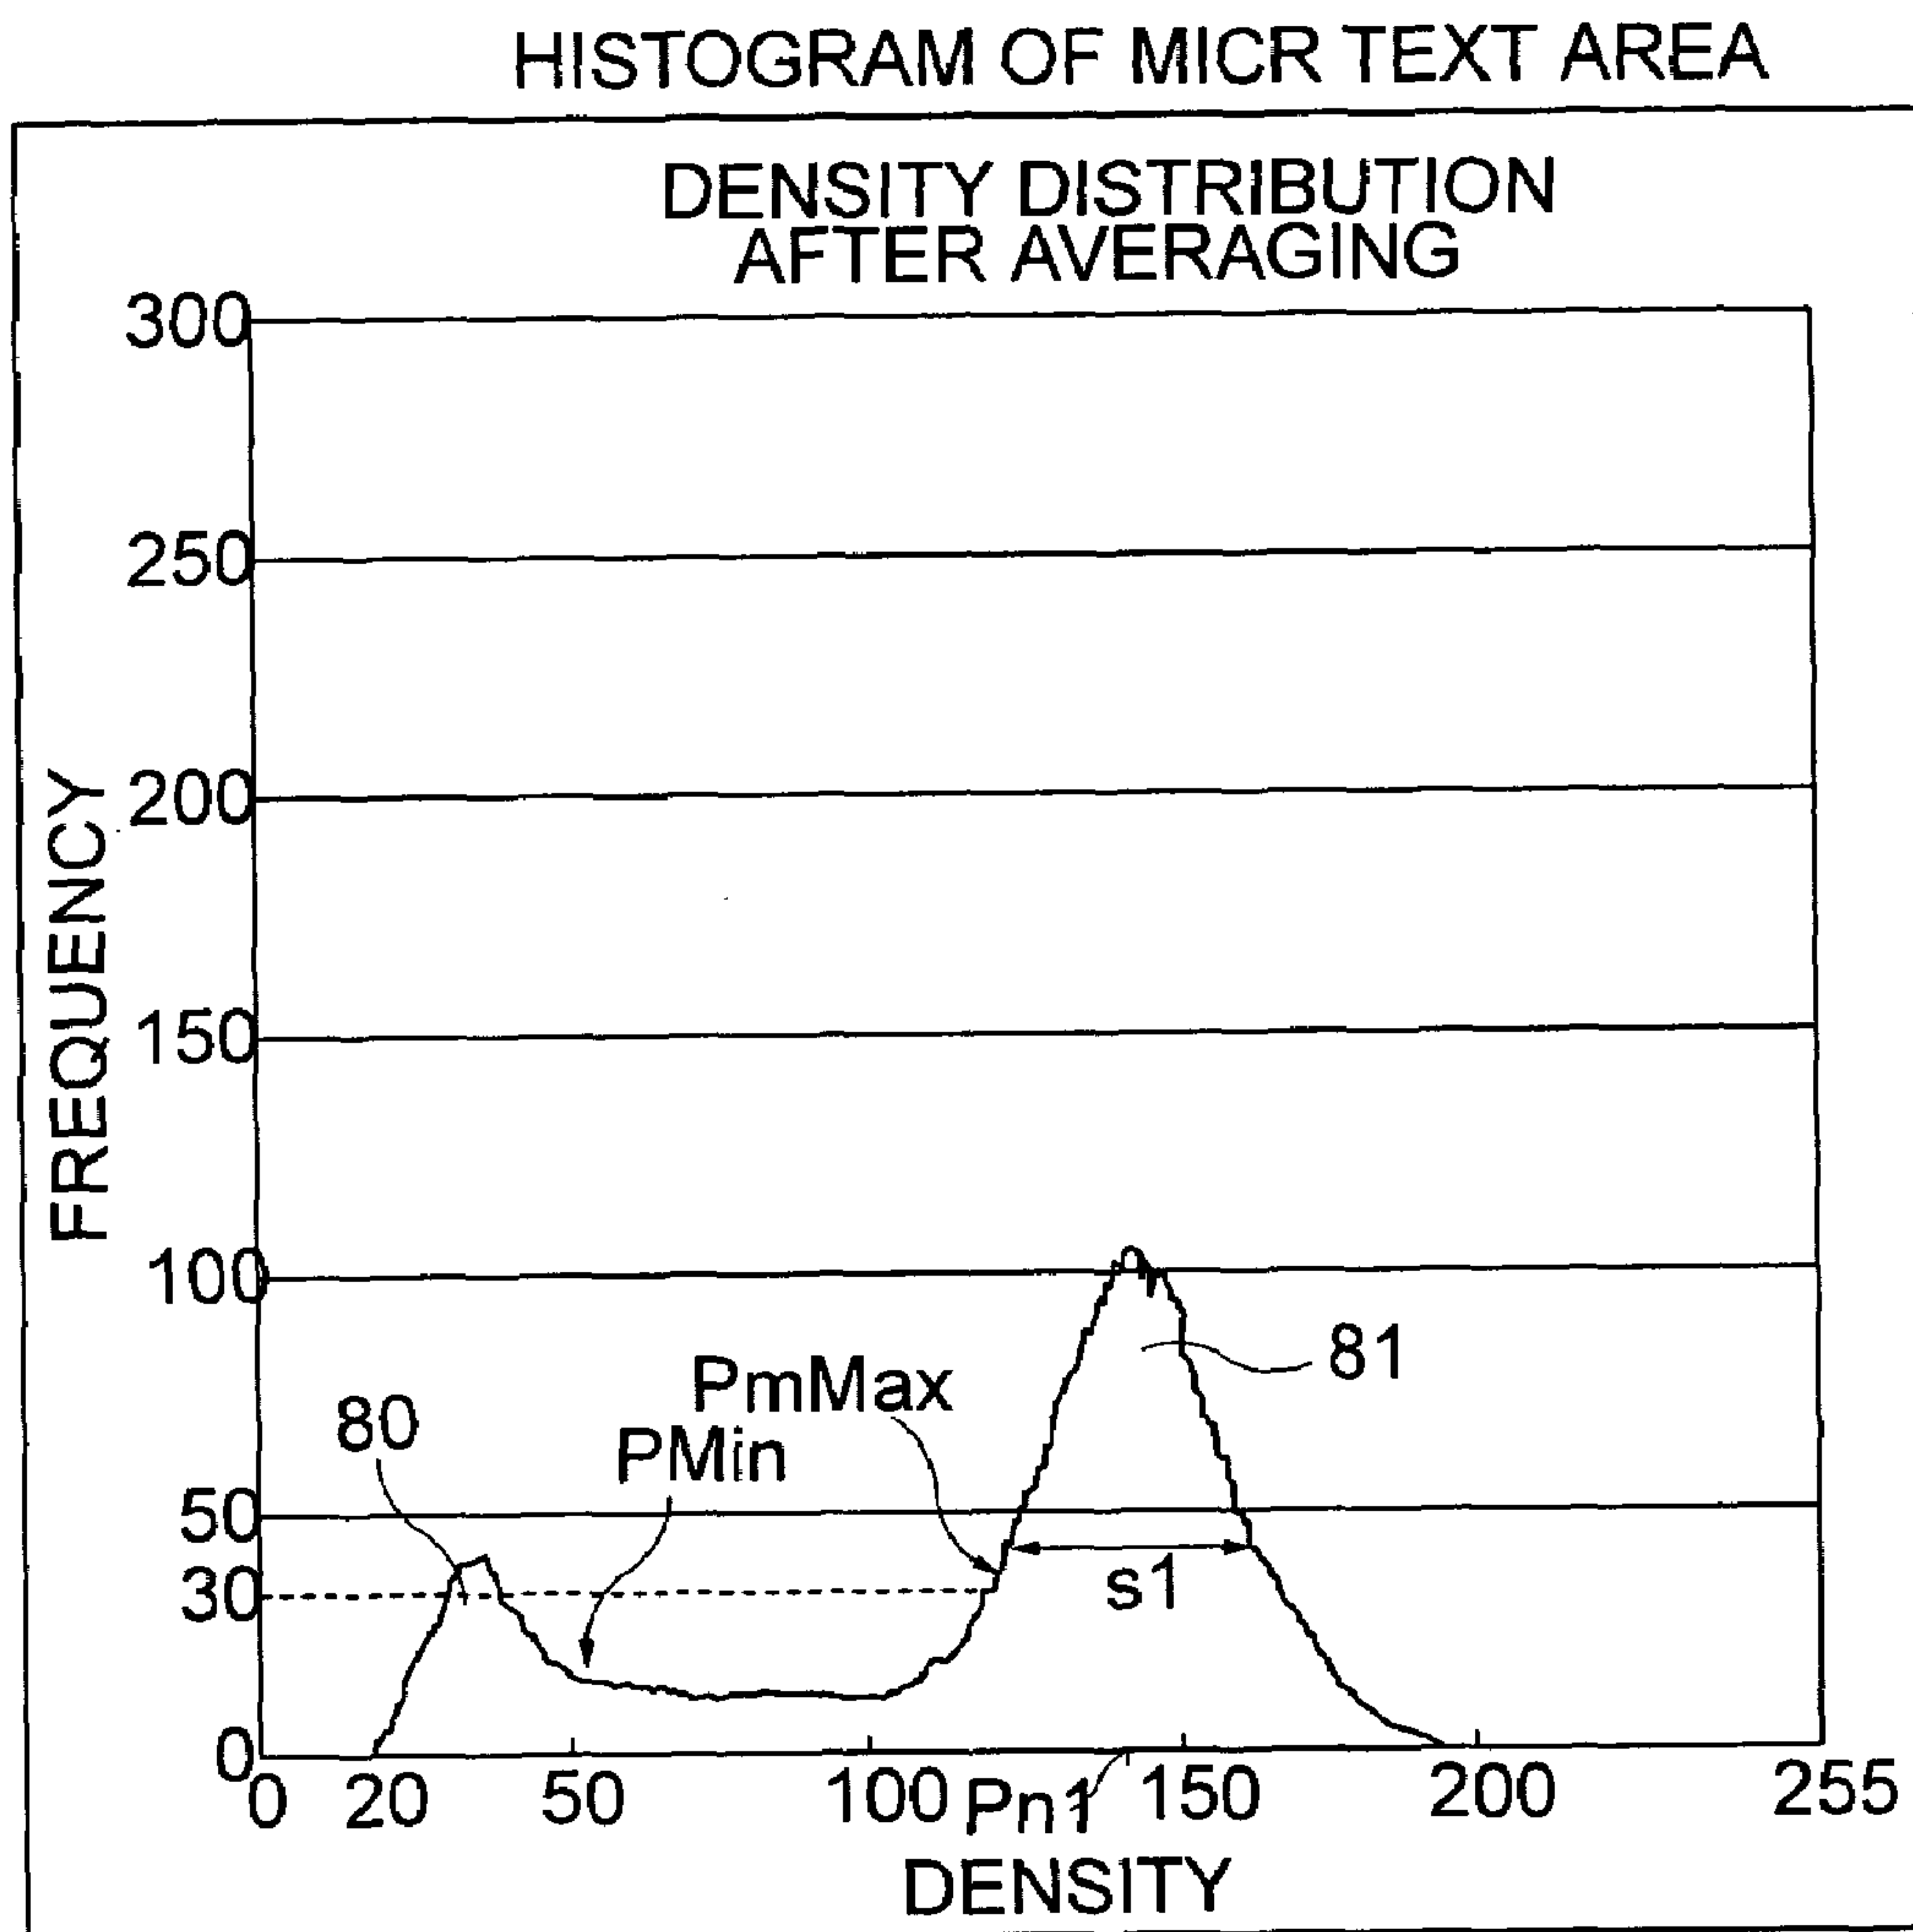 HISTOGRAM OF MICR TEXT AREA
DENSITY DISTRIBUTION
AFTER AVERAGING
300
250
200
150
100
50
30
0
FREQUENCY
80
PMin
PmMax
81
s1
0 20 50 100 Pn1 150 200 255
DENSITY